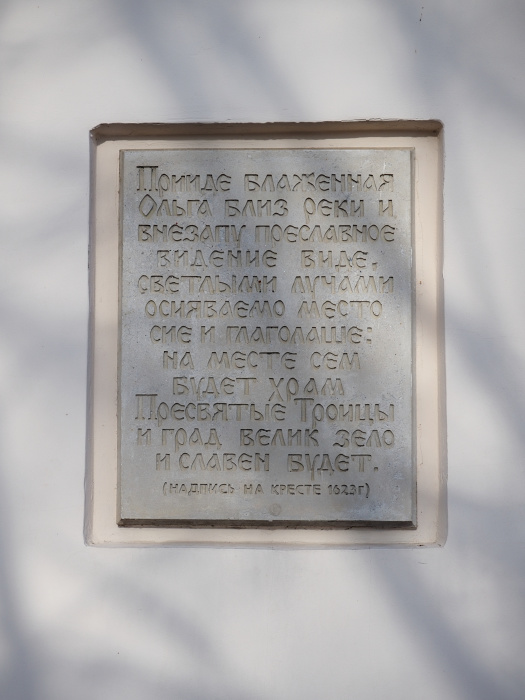 Прииде блаженная
Ольга близ реки и
внезапу преславное
видение виде,
светлыми лучами
осияваемо место
сие и глаголаше:
на месте сем
будет храм
Пресвятые Троицы
и град велик зело
и славен будет.
(надпись на кресте 1623г)